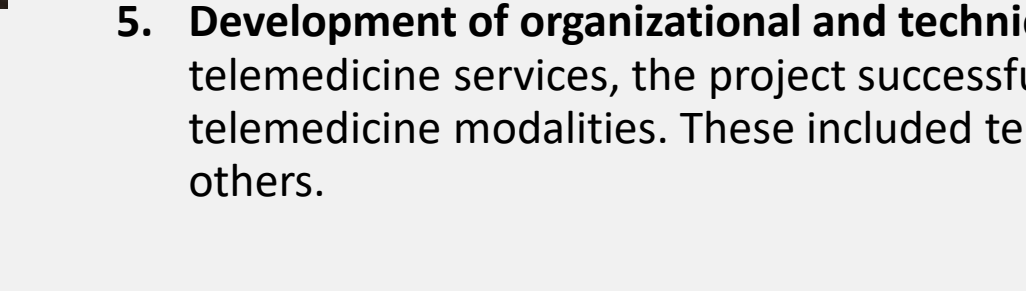 5. Development of organizational and techni
telemedicine services, the project successfu
telemedicine modalities. These included te
others.